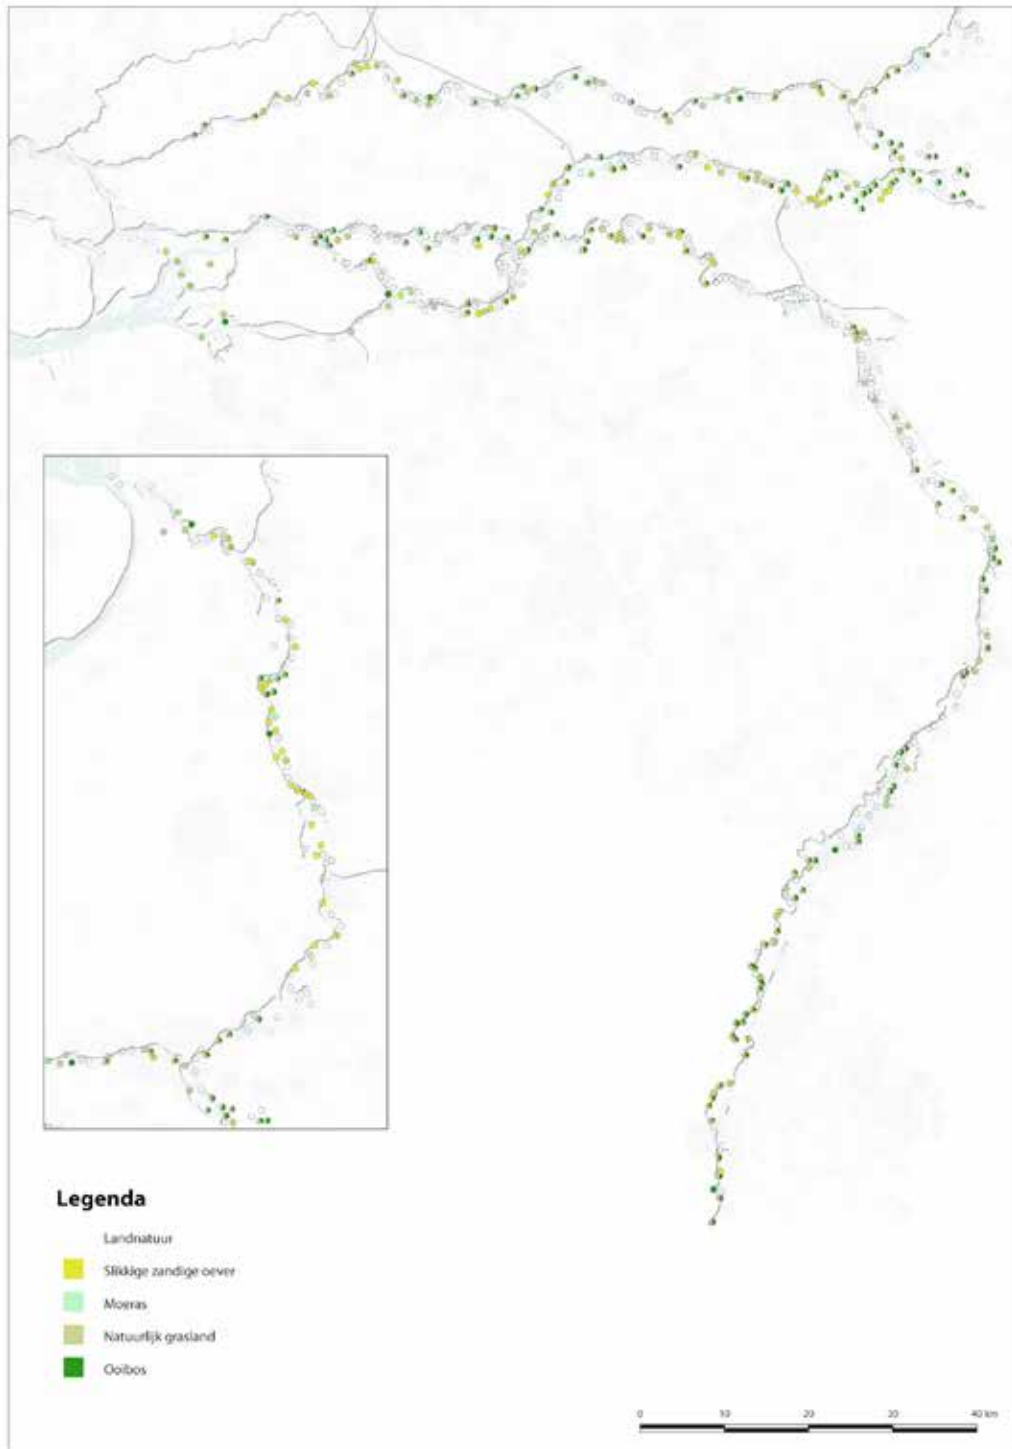 Legenda
Landnatuur
Slikkige zandige oever
Moeras
Natuurlijk grasland
Ooibos
0 10 20 30 40 km